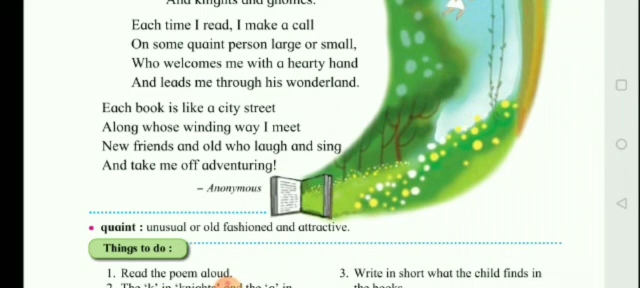 And knights and gnomes.
Each time I read, I make a call
On some quaint person large or small,
Who welcomes me with a hearty hand
And leads me through his wonderland.
Each book is like a city street
Along whose winding way I meet
New friends and old who laugh and sing
And take me off adventuring!
– Anonymous
• quaint : unusual or old fashioned and attractive.
Things to do :
1. Read the poem aloud.
2. The ‘k’ in ‘knights’ and the ‘g’ in
3. Write in short what the child finds in
the books.